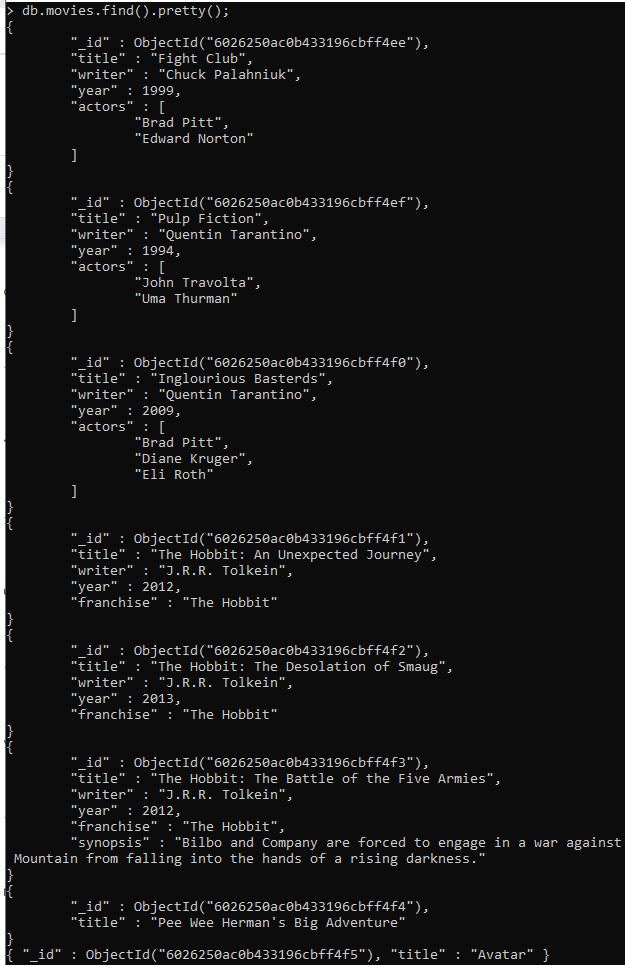 > db.movies.find().pretty();
{
"_id" : ObjectId("6026250ac0b433196cbff4ee"),
"title" : "Fight Club",
"writer" : "Chuck Palahniuk",
"year" : 1999,
"actors" : [
"Brad Pitt",
"Edward Norton"
]
}
{
"_id" : ObjectId("6026250ac0b433196cbff4ef"),
"title" : "Pulp Fiction",
"writer" : "Quentin Tarantino",
"year" : 1994,
"actors" : [
"John Travolta",
"Uma Thurman"
]
}
{
"_id" : ObjectId("6026250ac0b433196cbff4f0"),
"title" : "Inglourious Basterds",
"writer" : "Quentin Tarantino",
"year" : 2009,
"actors" : [
"Brad Pitt",
"Diane Kruger",
"Eli Roth"
]
}
{
"_id" : ObjectId("6026250ac0b433196cbff4f1"),
"title" : "The Hobbit: An Unexpected Journey",
"writer" : "J.R.R. Tolkein",
"year" : 2012,
"franchise" : "The Hobbit"
}
{
"_id" : ObjectId("6026250ac0b433196cbff4f2"),
"title" : "The Hobbit: The Desolation of Smaug",
"writer" : "J.R.R. Tolkein",
"year" : 2013,
"franchise" : "The Hobbit"
}
{
"_id" : ObjectId("6026250ac0b433196cbff4f3"),
"title" : "The Hobbit: The Battle of the Five Armies",
"writer" : "J.R.R. Tolkein",
"year" : 2012,
"franchise" : "The Hobbit",
"synopsis" : "Bilbo and Company are forced to engage in a war against
Mountain from falling into the hands of a rising darkness."
}
{
"_id" : ObjectId("6026250ac0b433196cbff4f4"),
"title" : "Pee Wee Herman's Big Adventure"
}
{ "_id" : ObjectId("6026250ac0b433196cbff4f5"), "title" : "Avatar" }